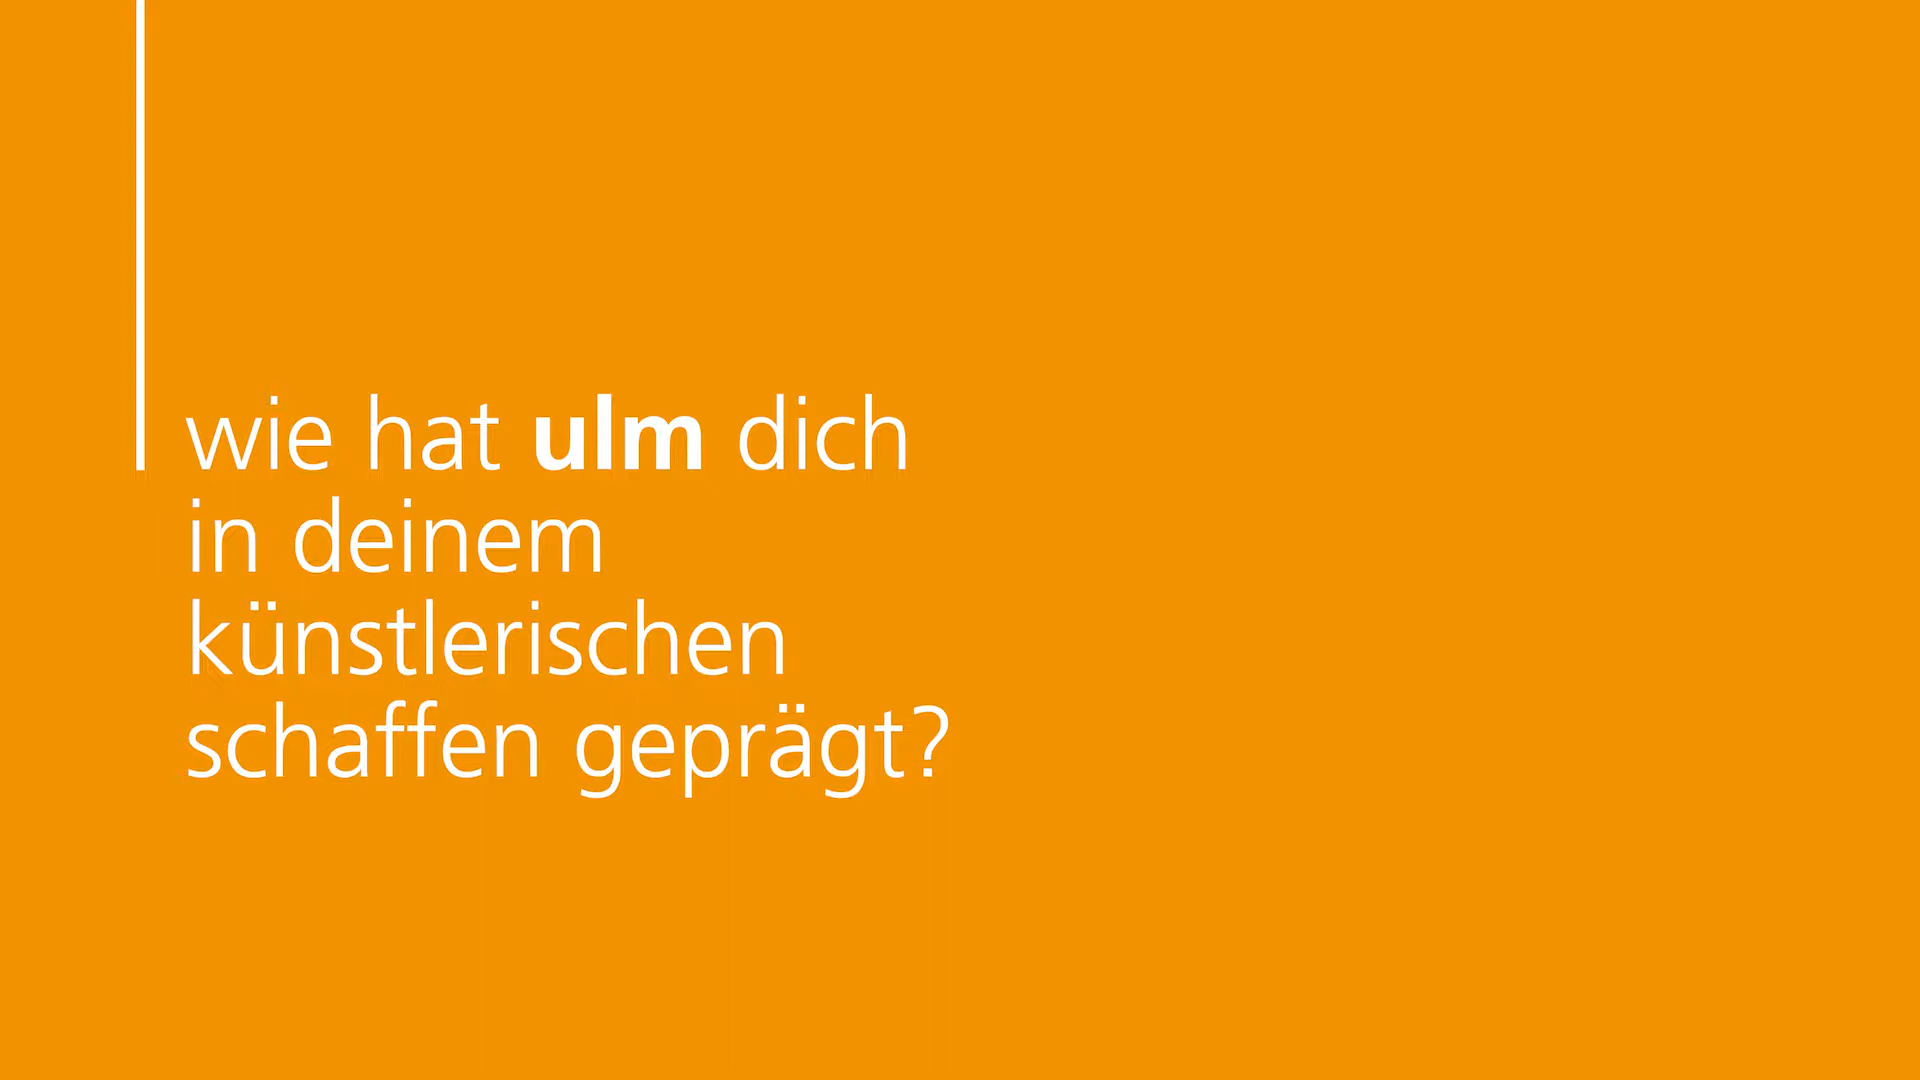 wie hat ulm dich
in deinem
künstlerischen
schaffen geprägt?